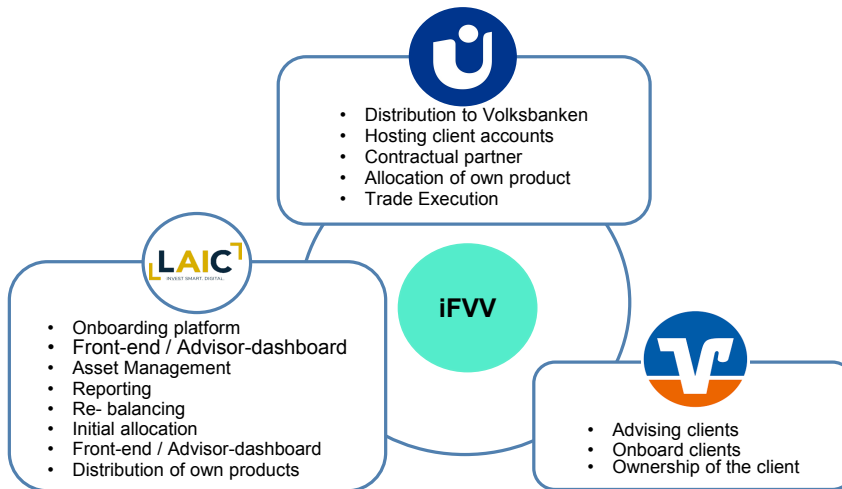 • Distribution to Volksbanken
• Hosting client accounts
• Contractual partner
• Allocation of own product
• Trade Execution
LAIC
INVEST SMART. DIGITAL.
• Onboarding platform
• Front-end / Advisor-dashboard
• Asset Management
• Reporting
• Re- balancing
• Initial allocation
• Front-end / Advisor-dashboard
• Distribution of own products
iFVV
• Advising clients
• Onboard clients
• Ownership of the client